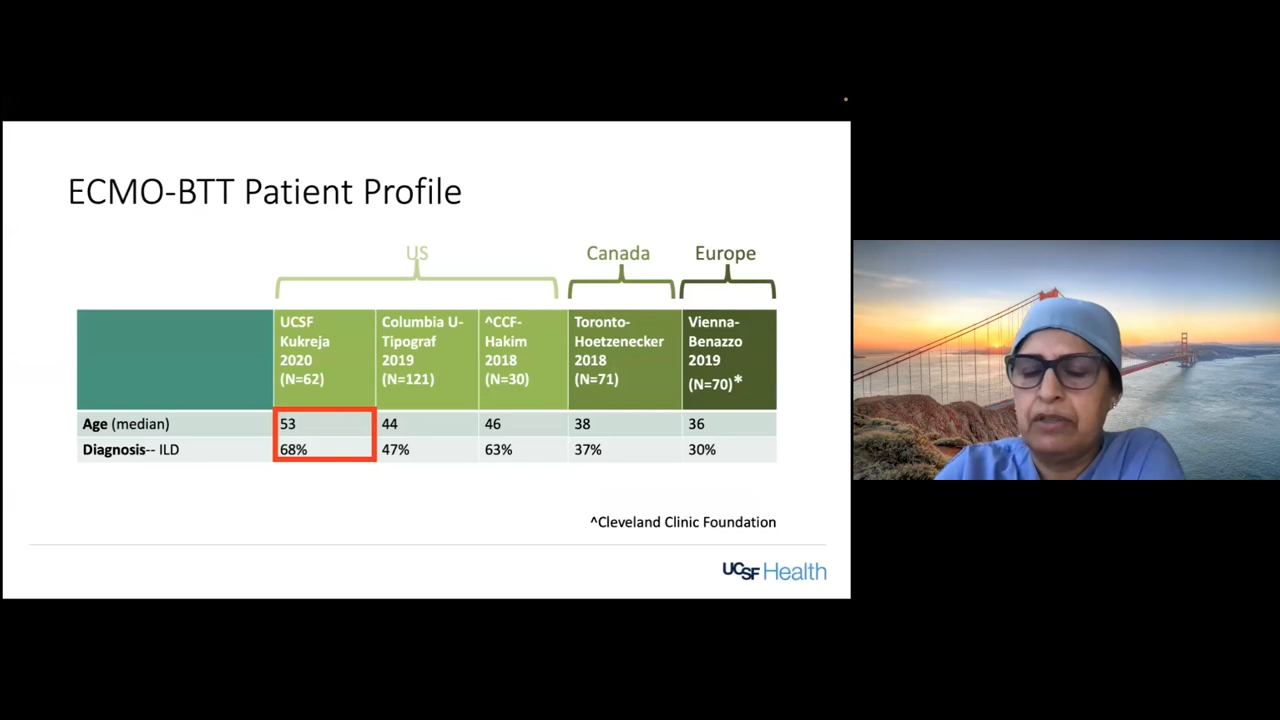 ECMO-BTT Patient Profile
US
Canada
Europe
UCSF
Kukreja
2020
(N=62)
Columbia U-
Tipograf
2019
(N=121)
^CCF-
Hakim
2018
(N=30)
Toronto-
Hoetzenecker
2018
(N=71)
Vienna-
Benazzo
2019
(N=70)*
Age (median) 53 44 46 38 36
Diagnosis-- ILD 68% 47% 63% 37% 30%
^Cleveland Clinic Foundation
UCSF Health